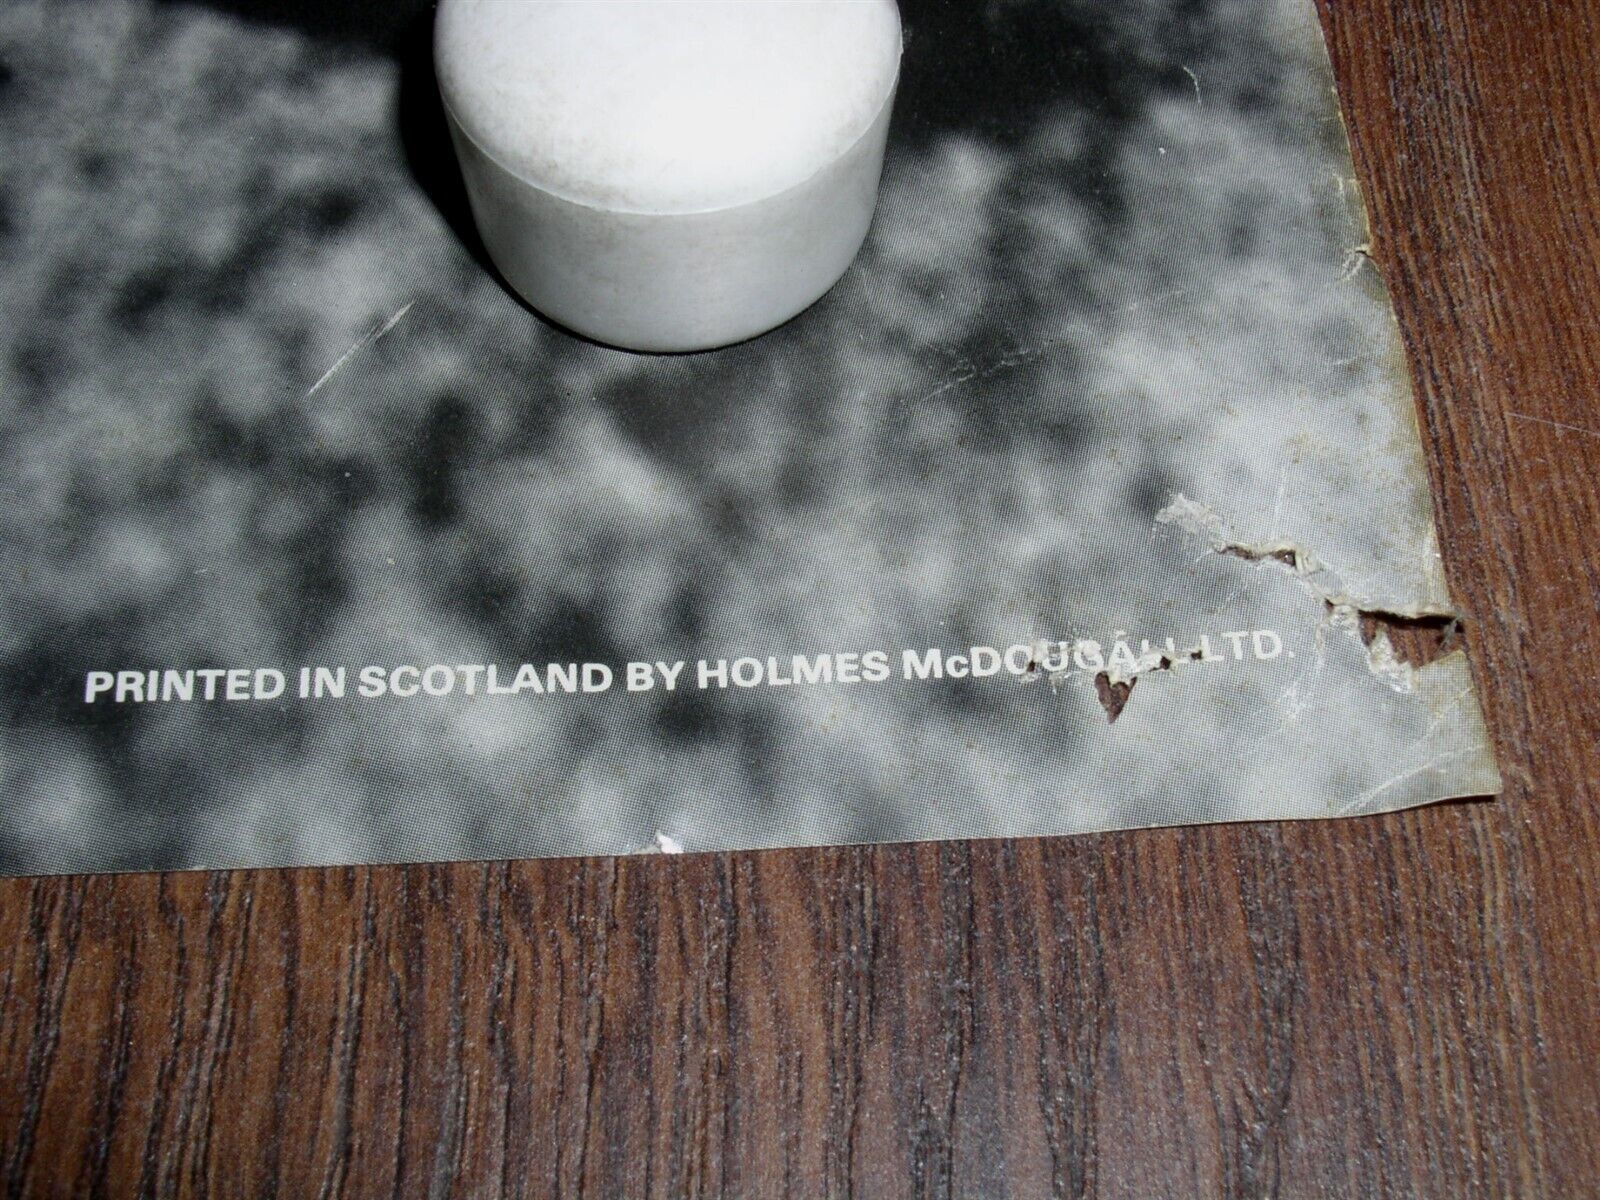 PRINTED IN SCOTLAND BY HOLMES McDOUGALL LTD.